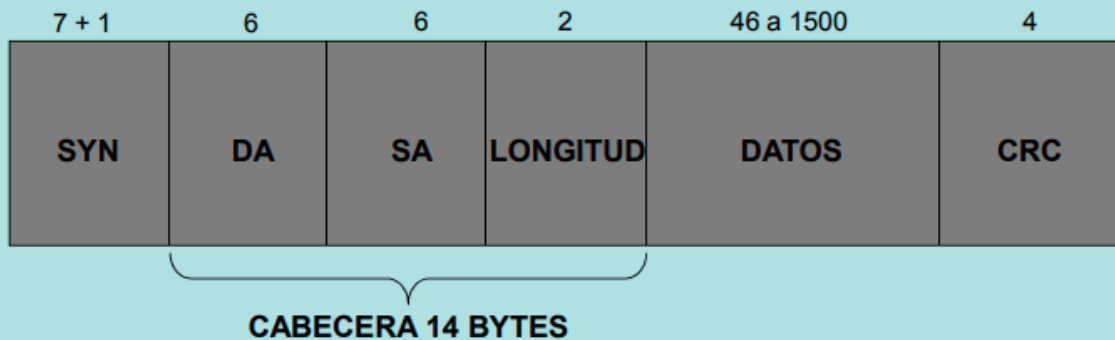 7 + 1 6 6 2 46 a 1500 4
SYN DA SA LONGITUD DATOS CRC
CABECERA 14 BYTES